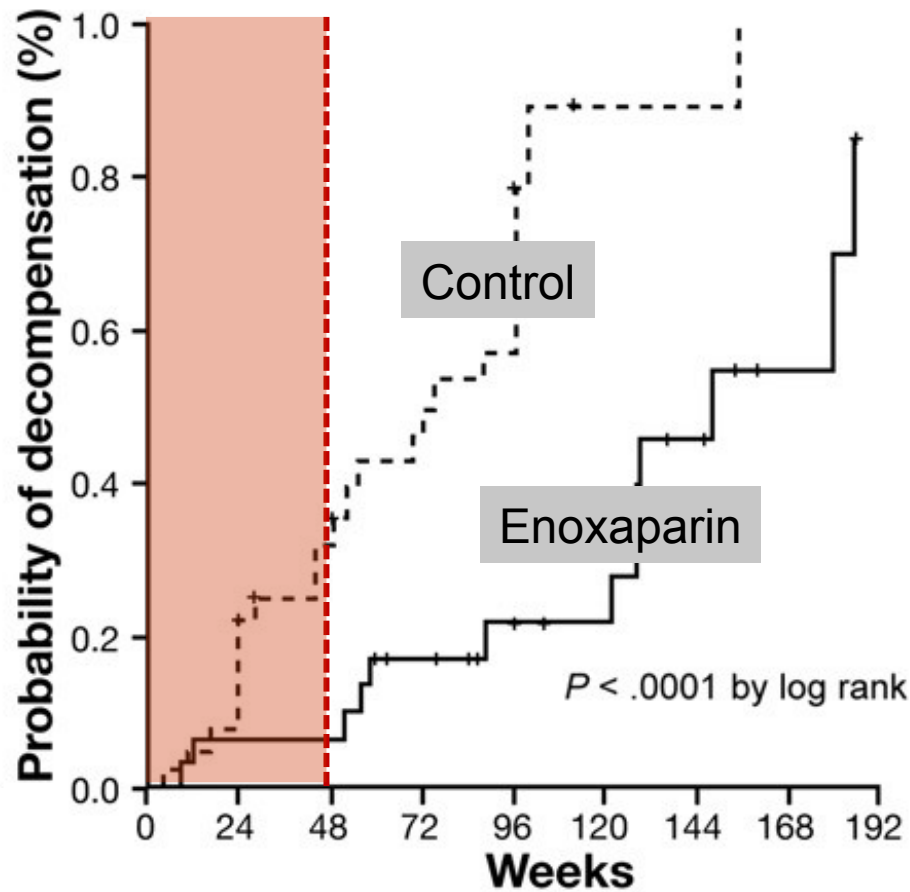 Probability of decompensation (%)
1.0
0.8
0.6
0.4
0.2
0.0
Control
Enoxaparin
P < .0001 by log rank
0 24 48 72 96 120 144 168 192
Weeks